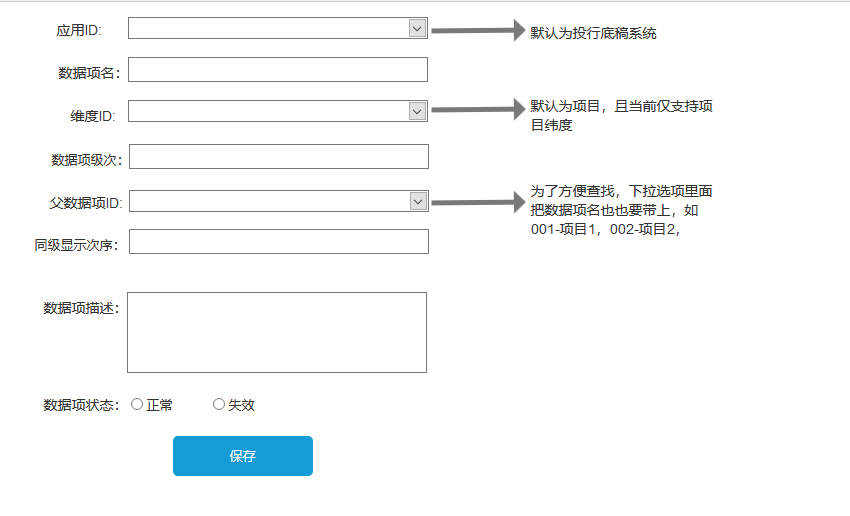 应用ID:
默认为投行底稿系统
数据项名:
维度ID:
默认为项目，且当前仅支持项
目纬度
数据项级次:
父数据项ID:
为了方便查找，下拉选项里面
把数据项名也也要带上，如
001-项目1，002-项目2，
同级显示次序:
数据项描述:
数据项状态:
正常
失效
保存